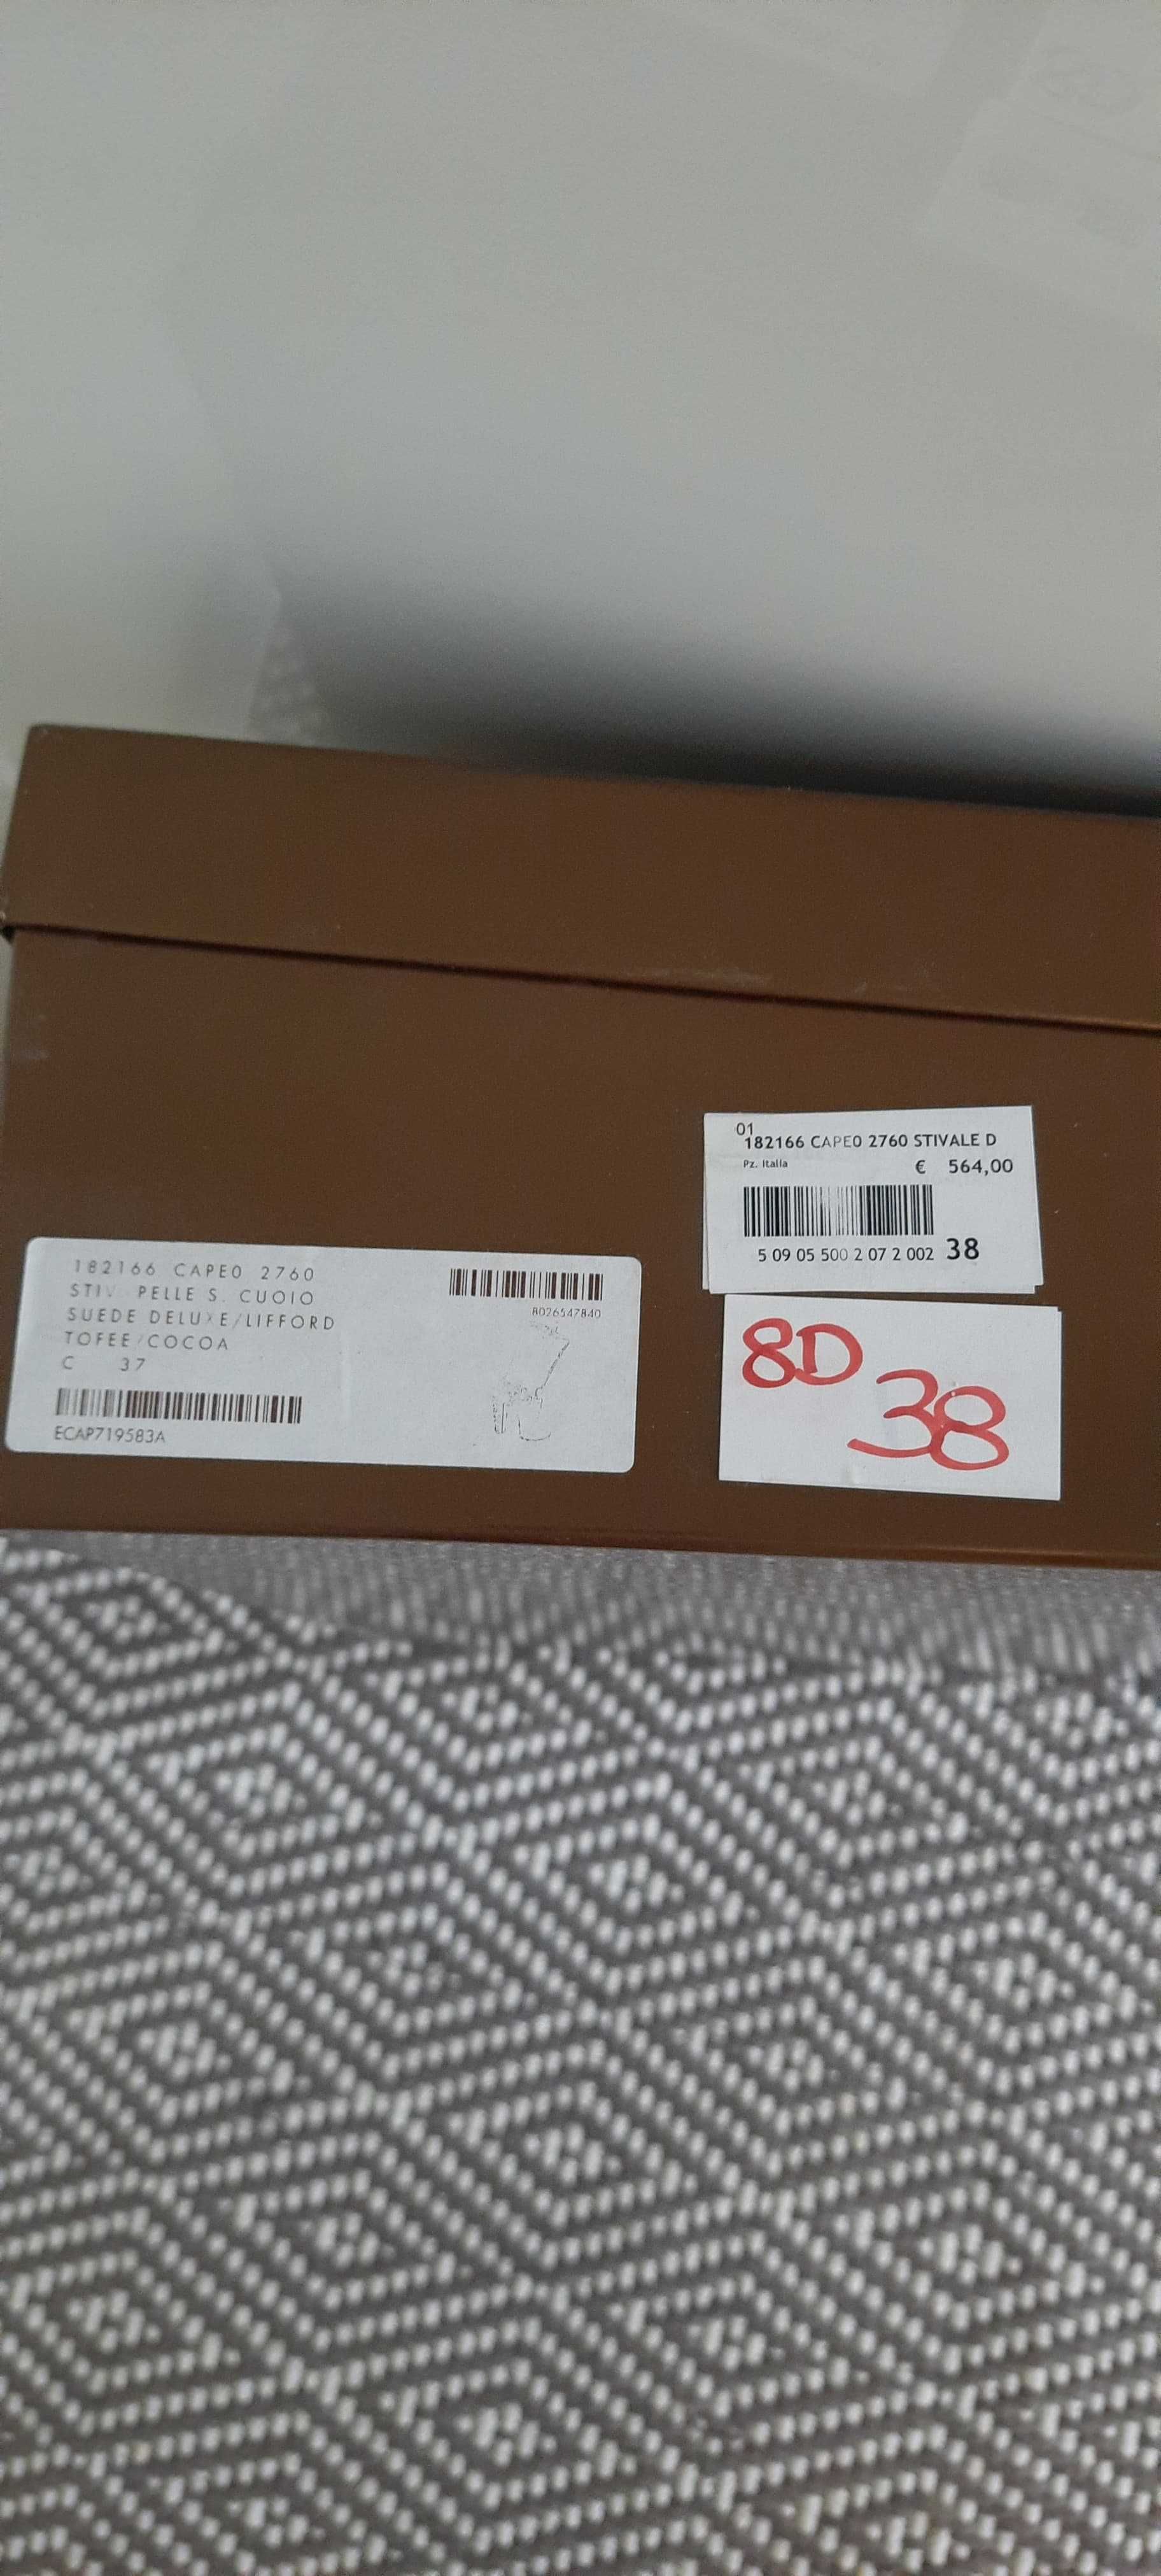 182166 CAPE0 2760
STIV PELLE S. CUOIO
SUEDE DELUXE/LIFFORD
TOFEE/COCOA
C 37
ECAP719583A
8026547840
01
182166 CAPE0 2760 STIVALE D
Pz. Italia € 564,00
5 09 05 500 2 07 2 002 38
8D
38